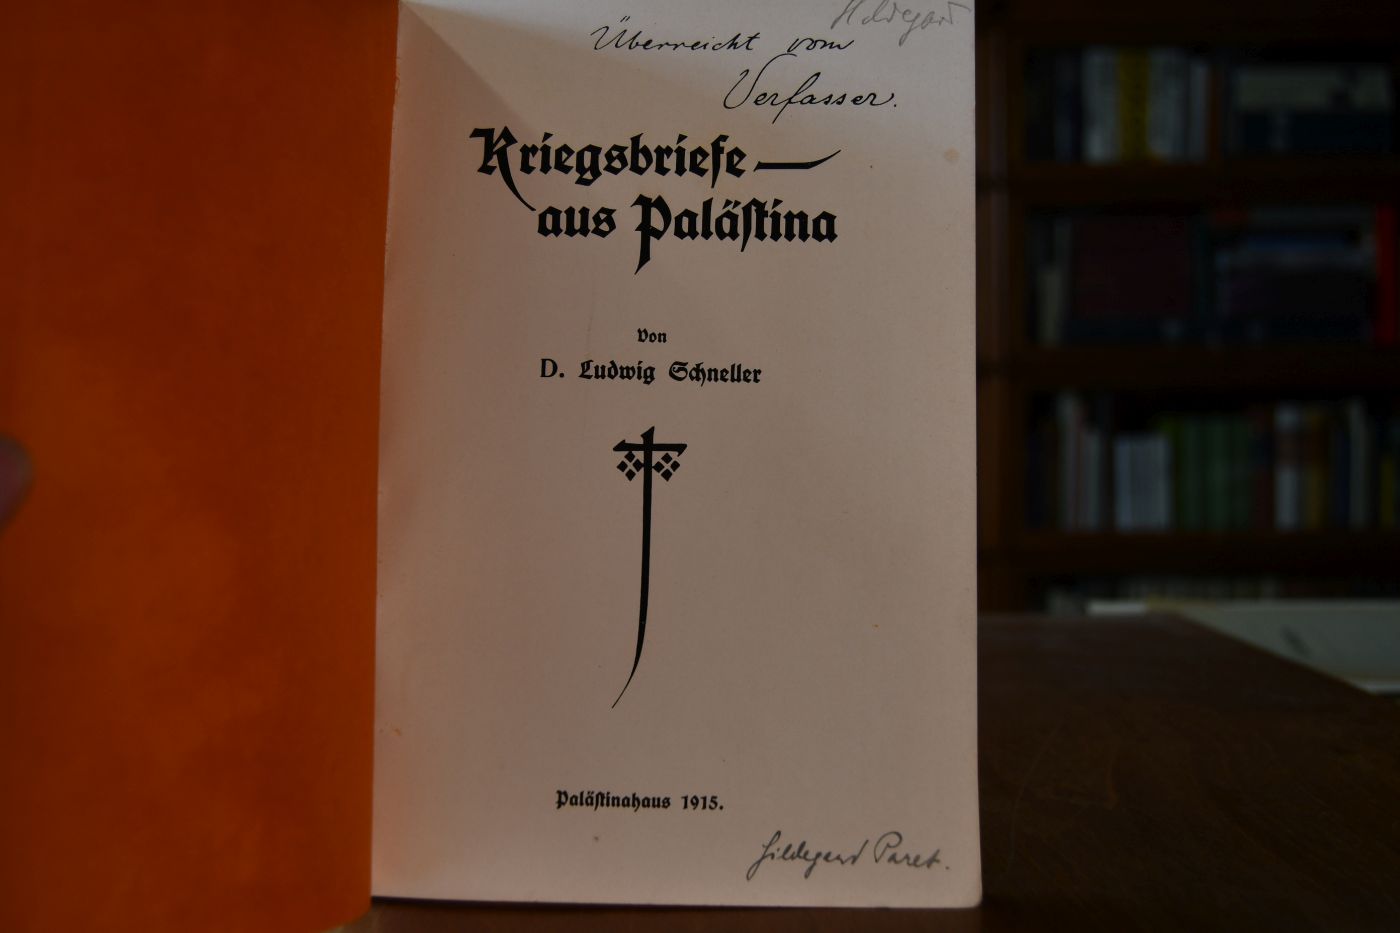 Hildegard
Überreicht vom
Verfasser.
Kriegsbriefe
aus Palästina
Von
D. Ludwig Schneller
Palästinahaus 1915.
Hildegard Paret.